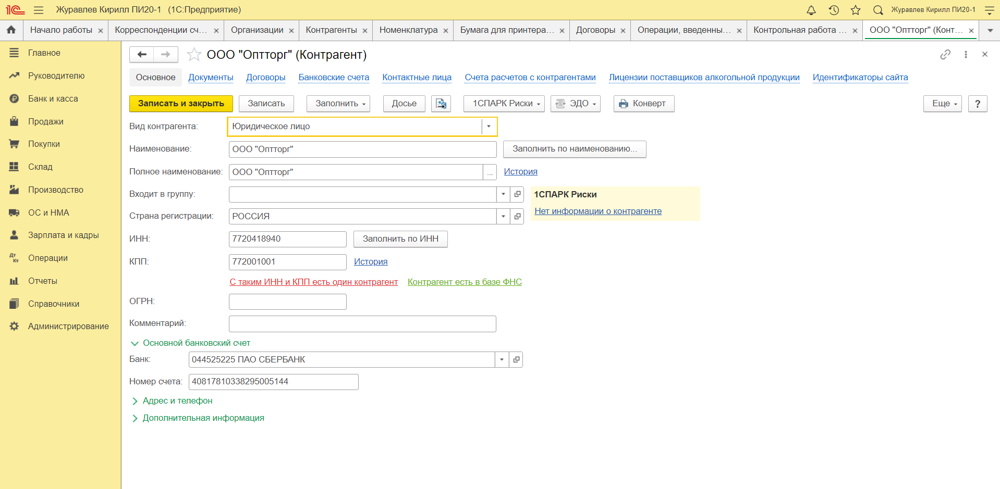 1С Журавлев Кирилл ПИ20-1 (1С:Предприятие) Журавлев Кирилл ПИ20-1
Начало работы Корреспонденции сч... Организации Контрагенты Номенклатура Бумага для принтера... Договоры Операции, введенны... Контрольная работа ... ООО "Оптторг" (Конт...
Главное
Руководителю
Банк и касса
Продажи
Покупки
Склад
Производство
ОС и НМА
Зарплата и кадры
Дт Кт Операции
Отчеты
Справочники
Администрирование
ООО "Оптторг" (Контрагент)
Основное Документы Договоры Банковские счета Контактные лица Счета расчетов с контрагентами Лицензии поставщиков алкогольной продукции Идентификаторы сайта
Записать и закрыть Записать Заполнить Досье 1СПАРК Риски ЭДО Конверт Еще ?
Вид контрагента: Юридическое лицо
Наименование: ООО "Оптторг" Заполнить по наименованию...
Полное наименование: ООО "Оптторг" ... История
Входит в группу:
1СПАРК Риски
Нет информации о контрагенте
Страна регистрации: РОССИЯ
ИНН: 7720418940 Заполнить по ИНН
КПП: 772001001 История
С таким ИНН и КПП есть один контрагент Контрагент есть в базе ФНС
ОГРН:
Комментарий:
Основной банковский счет
Банк: 044525225 ПАО СБЕРБАНК
Номер счета: 40817810338295005144
Адрес и телефон
Дополнительная информация